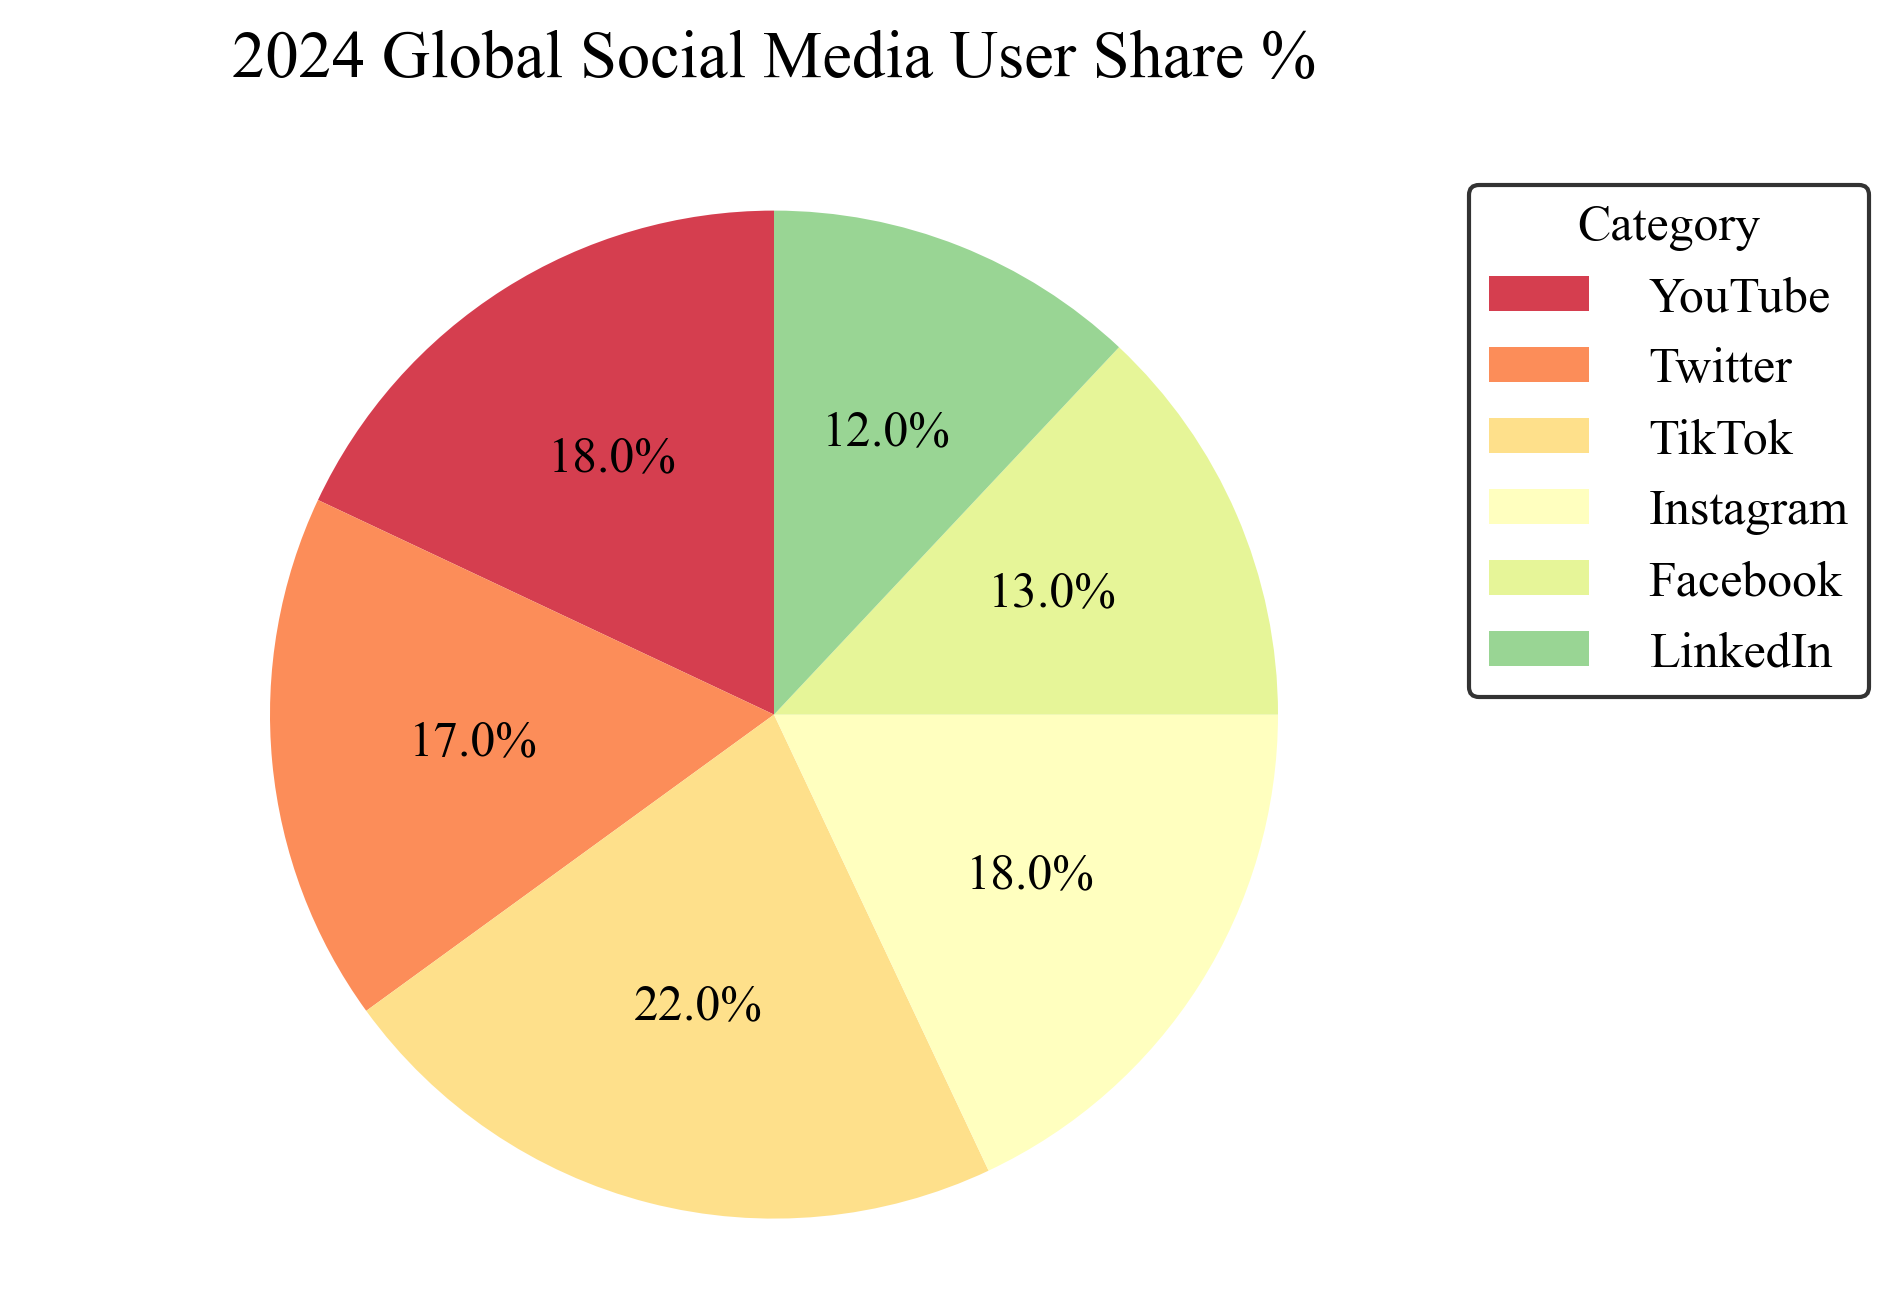 2024 Global Social Media User Share %
Category
YouTube
Twitter
TikTok
Instagram
Facebook
LinkedIn
12.0%
18.0%
13.0%
17.0%
18.0%
22.0%